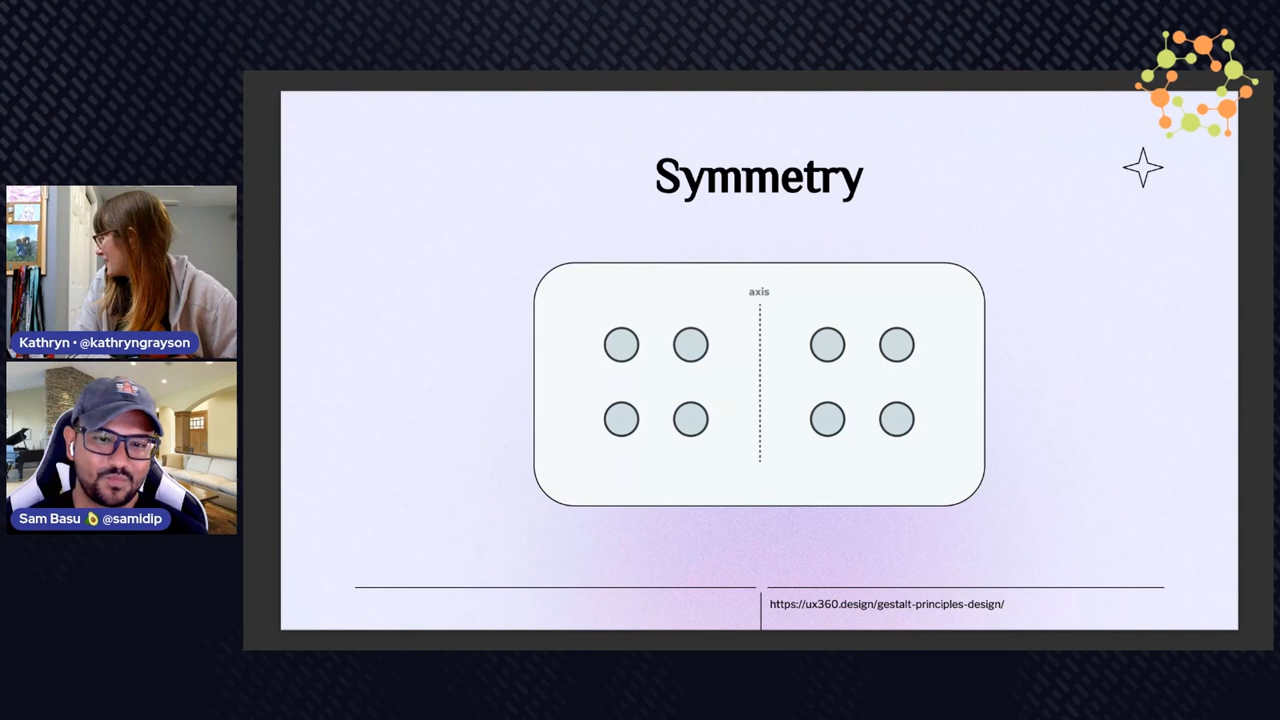 Symmetry
axis
https://ux360.design/gestalt-principles-design/
Kathryn • @kathryngrayson
Sam Basu 🥑 @samidip